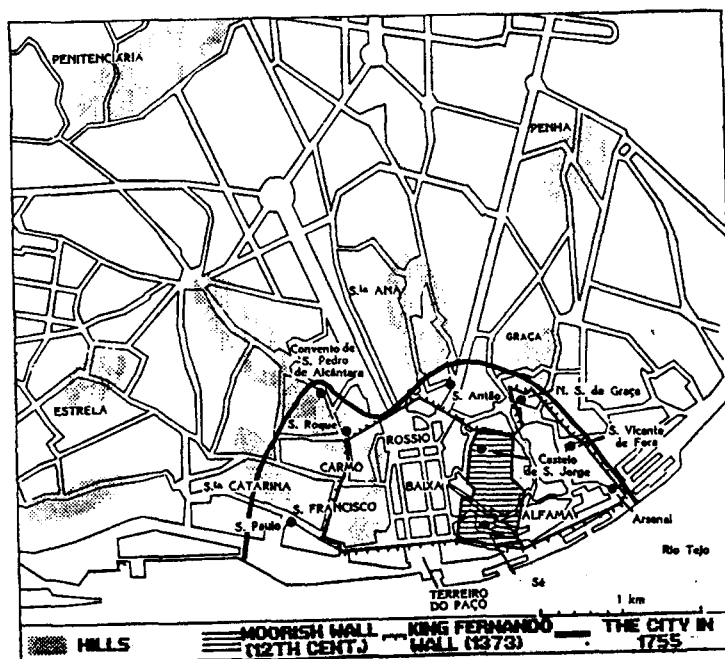 PENITENCIARIA
PENHA
Sta ANA
GRAÇA
Convento de
S. Pedro
de Alcântara
ESTRELA
S. Antão
N. S. da Graça
S. Roque
ROSSIO
S. Vicente
de Fora
CARMO
Castelo
de S. Jorge
Sta CATARINA
BAIXA
S. FRANCISCO
ALFAMA
S. Paulo
Arsenal
Rio Tejo
Sé
TERREIRO
DO PAÇO
1 km
HILLS
MOORISH WALL
(12TH CENT.)
KING FERNANDO
WALL (1373)
THE CITY IN
1755